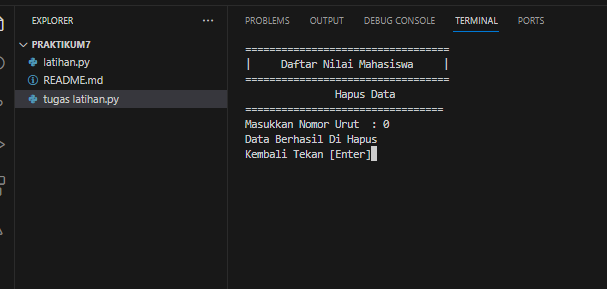 EXPLORER
PRAKTIKUM7
latihan.py
README.md
tugas latihan.py
PROBLEMS OUTPUT DEBUG CONSOLE TERMINAL PORTS
==================================
| Daftar Nilai Mahasiswa |
==================================
Hapus Data
=================================
Masukkan Nomor Urut : 0
Data Berhasil Di Hapus
Kembali Tekan [Enter]